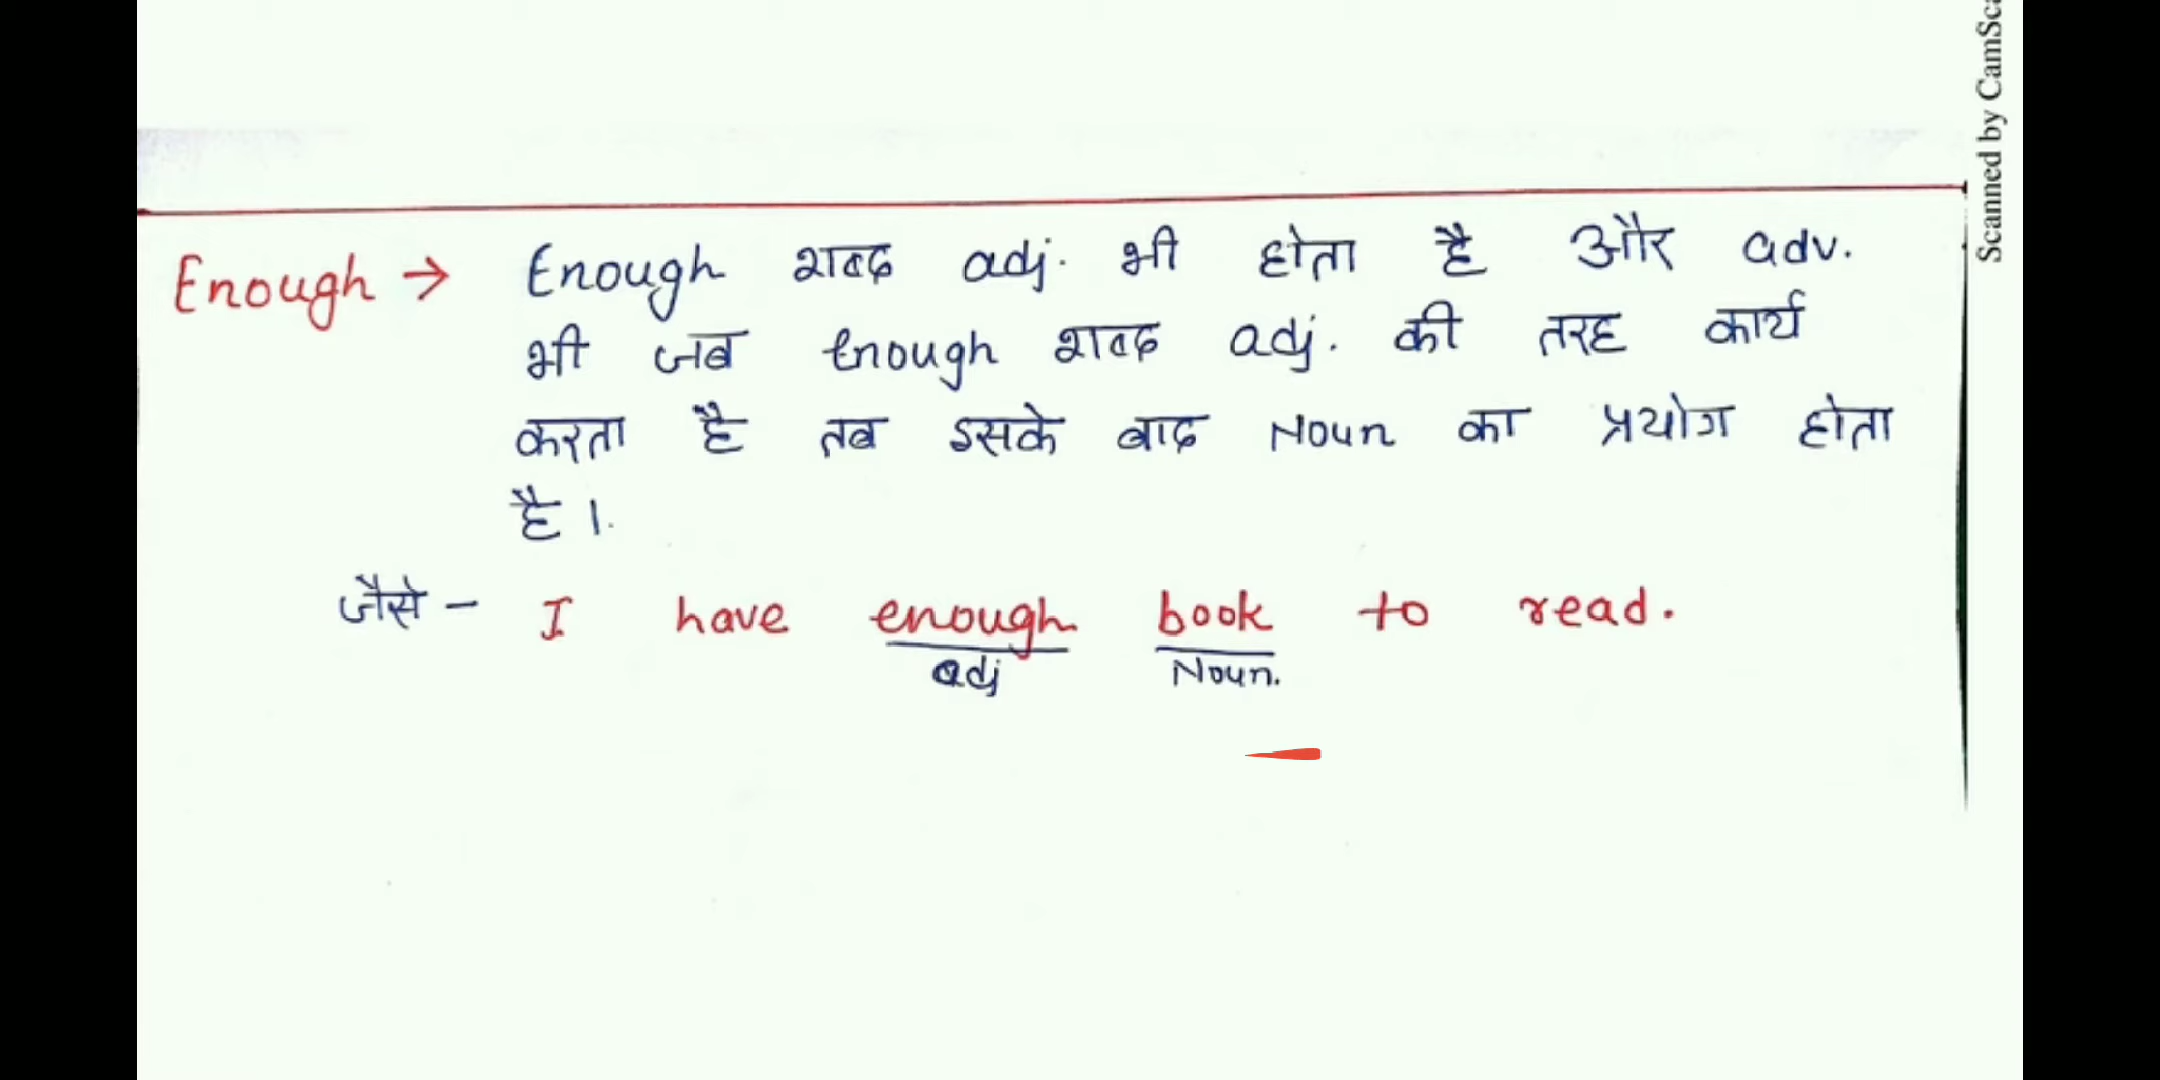 Scanned by CamSca
Enough → Enough शब्द adj. भी होता है और adv.
भी जब enough शब्द adj. की तरह कार्य
करता है तब इसके बाद Noun का प्रयोग होता
है ।
जैसे - I have enough book to read.
adj Noun.